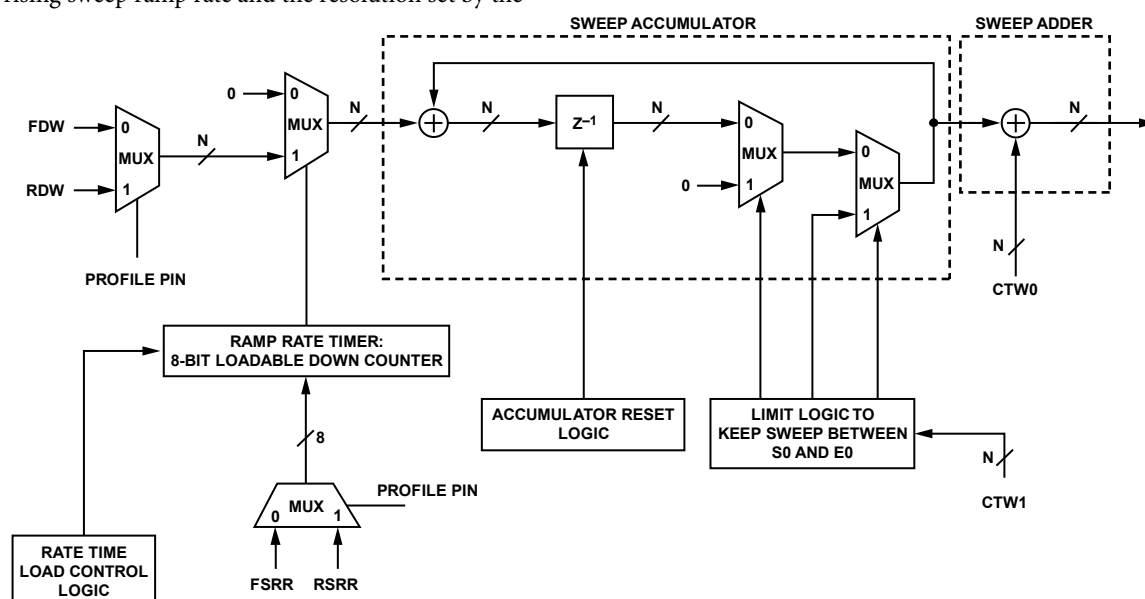 rising sweep ramp rate and the resolution set by the
SWEEP ACCUMULATOR
SWEEP ADDER
FDW
RDW
0
MUX
1
PROFILE PIN
N
0
0
MUX
1
N
N
Z–1
N
0
MUX
0
1
0
MUX
1
N
N
CTW0
RAMP RATE TIMER:
8-BIT LOADABLE DOWN COUNTER
8
PROFILE PIN
MUX
0
1
FSRR
RSRR
RATE TIME
LOAD CONTROL
LOGIC
ACCUMULATOR RESET
LOGIC
LIMIT LOGIC TO
KEEP SWEEP BETWEEN
S0 AND E0
N
CTW1